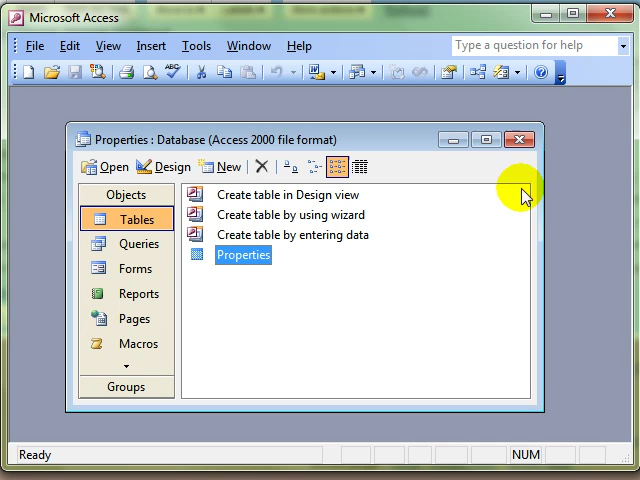 Microsoft Access
File Edit View Insert Tools Window Help Type a question for help
Properties : Database (Access 2000 file format)
Open Design New
Objects
Tables
Queries
Forms
Reports
Pages
Macros
Groups
Create table in Design view
Create table by using wizard
Create table by entering data
Properties
Ready NUM